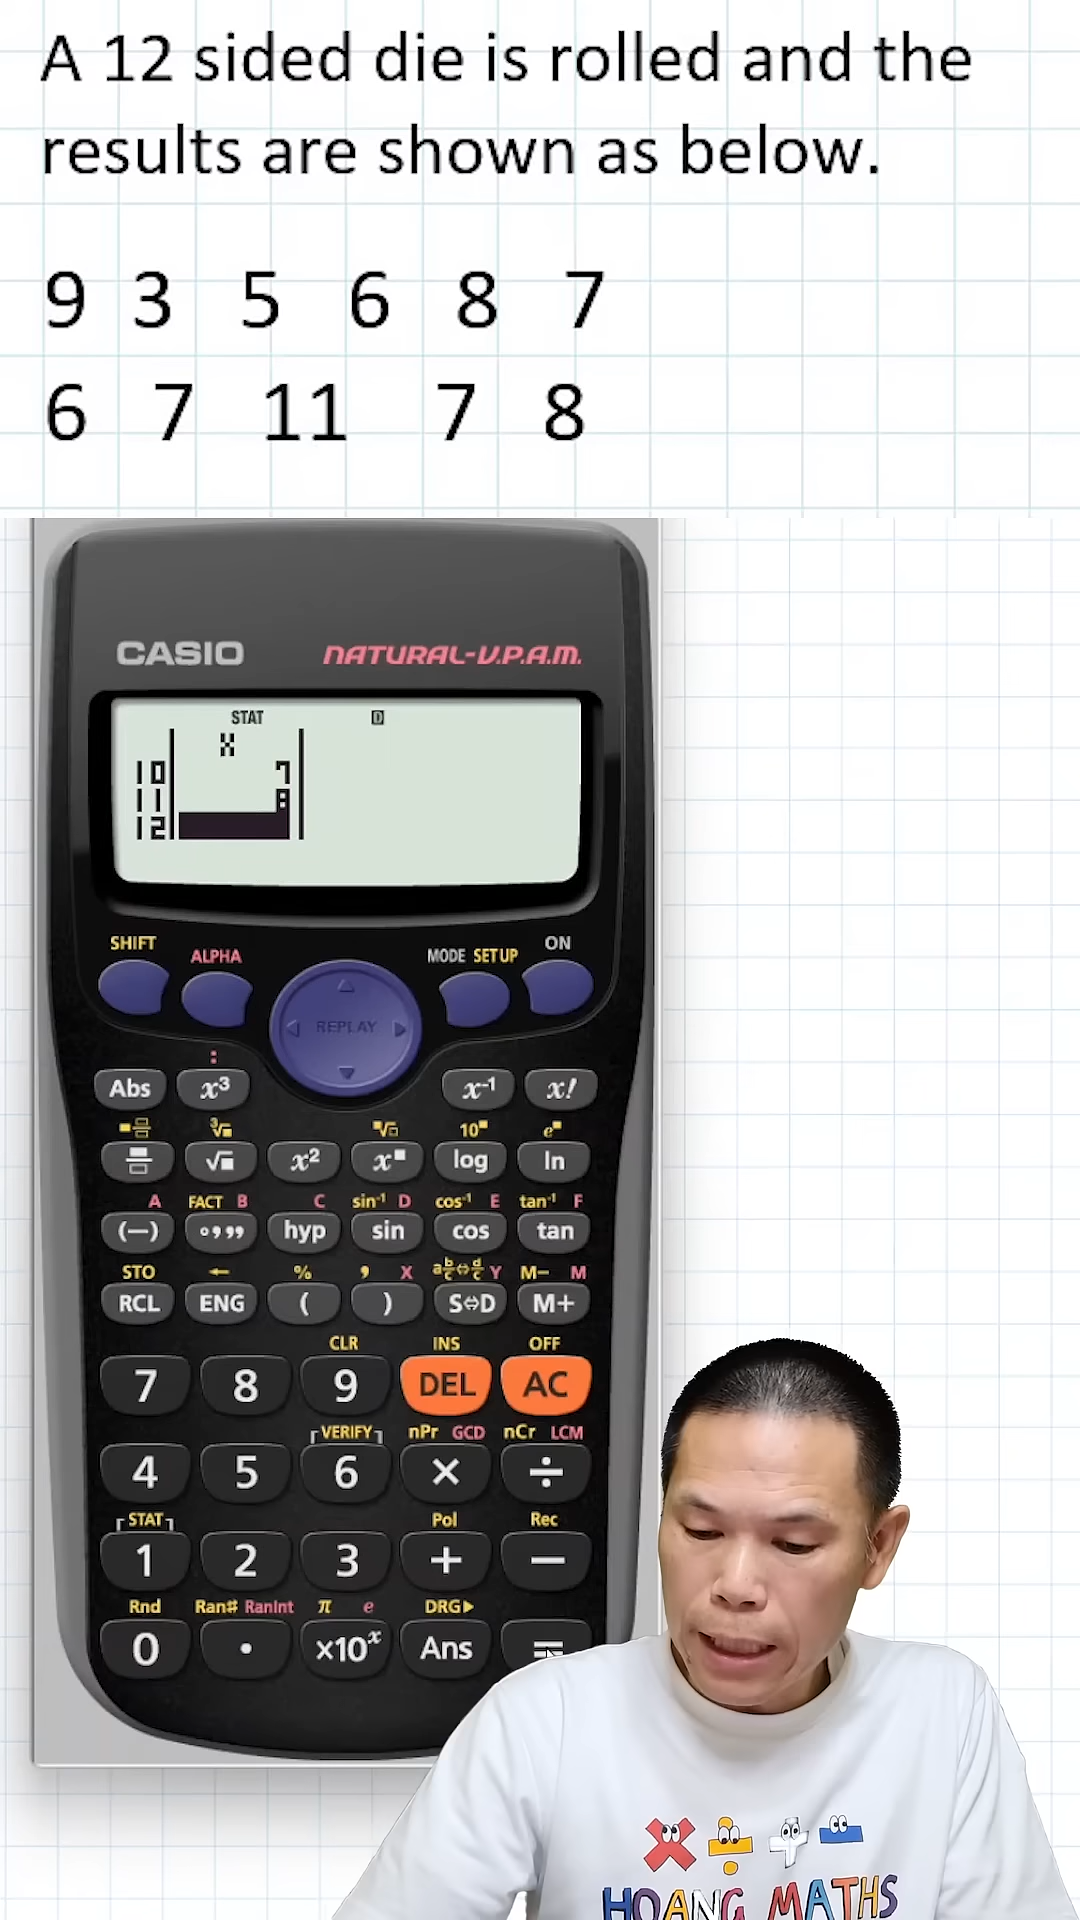 A 12 sided die is rolled and the
results are shown as below.
9 3 5 6 8 7
6 7 11 7 8
CASIO NATURAL-V.P.A.M.
STAT D
X
10 7
11 8
12
SHIFT ALPHA MODE SETUP ON
REPLAY
:
Abs x³ x⁻¹ x!
∛■ ■√□ 10■ e■
√■ x² x■ log ln
A FACT B C sin⁻¹ D cos⁻¹ E tan⁻¹ F
(—) ° ’ ’’ hyp sin cos tan
STO ← % , X a b/c⇔d/c Y M− M
RCL ENG ( ) S⇔D M+
CLR INS OFF
7 8 9 DEL AC
VERIFY nPr GCD nCr LCM
4 5 6 × ÷
STAT Pol Rec
1 2 3 + −
Rnd Ran# RanInt π e DRG▶
0 • ×10ˣ Ans =
HOANG MATHS